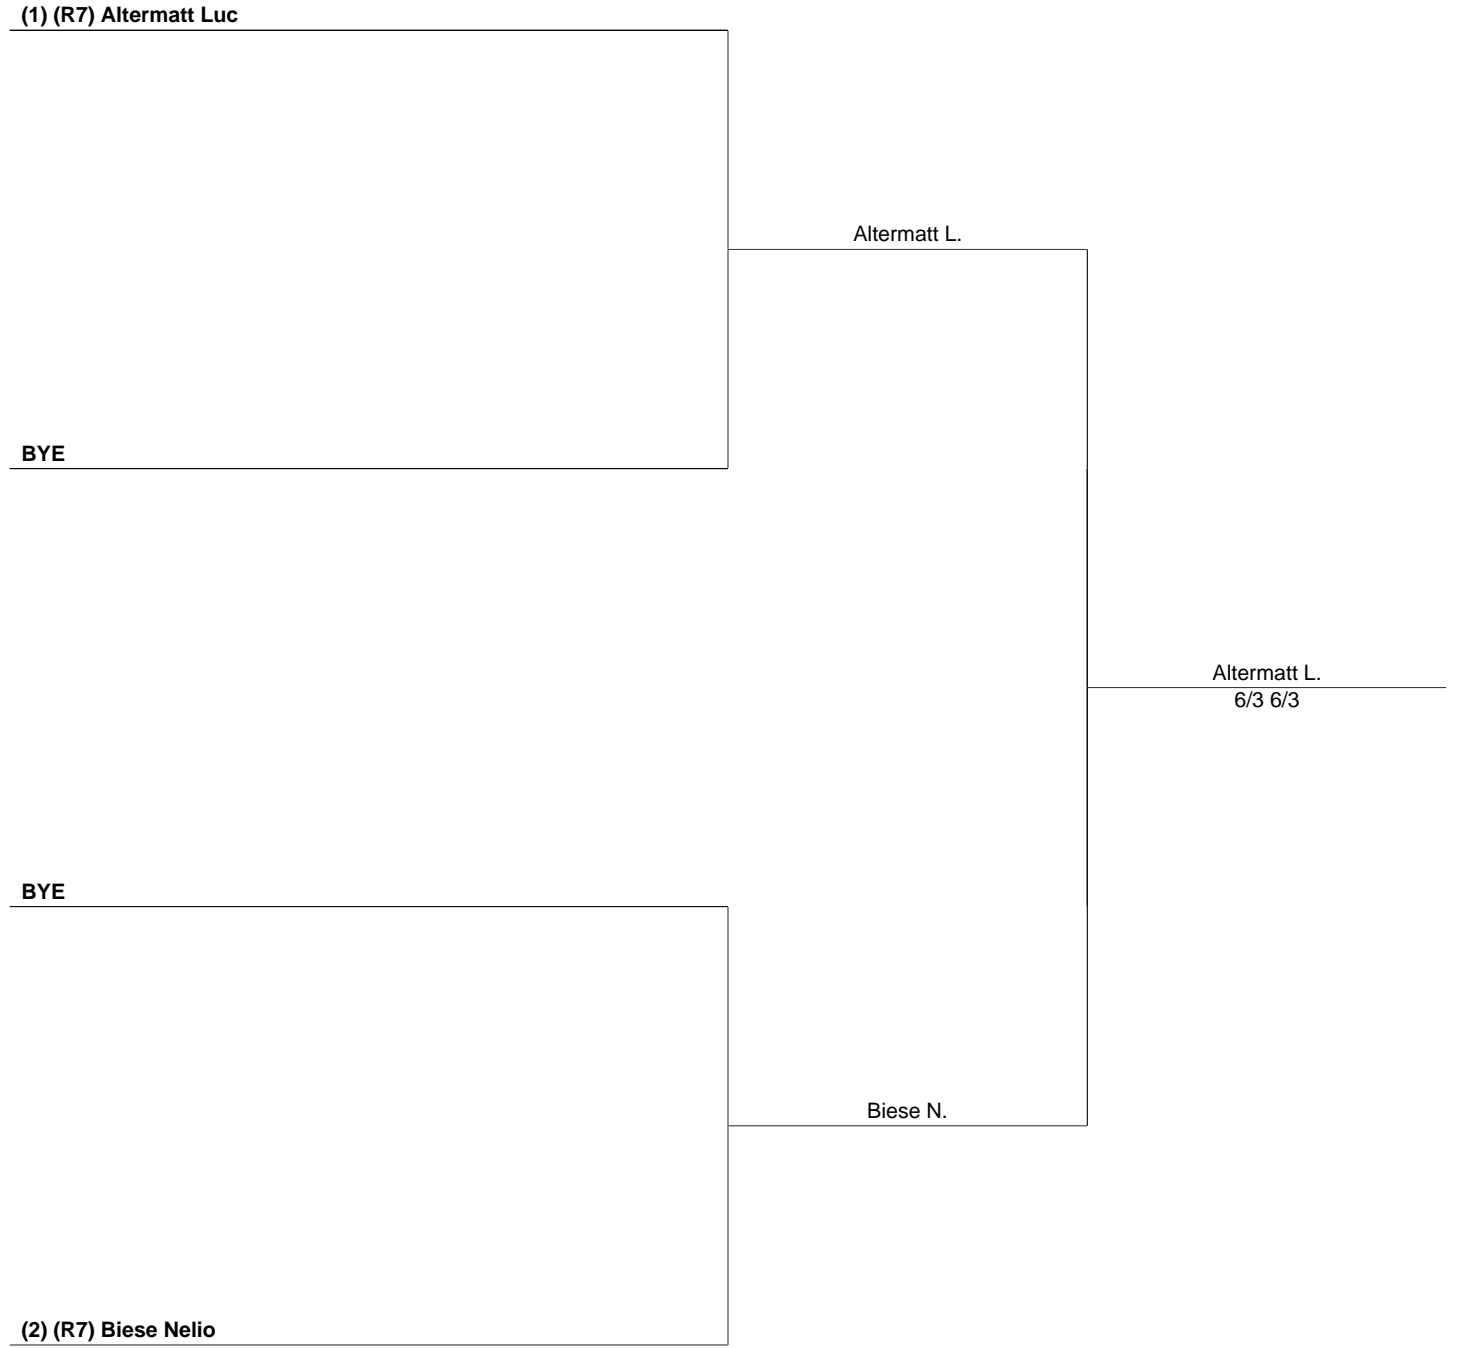 (1) (R7) Altermatt Luc
Altermatt L.
BYE
Altermatt L.
6/3 6/3
BYE
Biese N.
(2) (R7) Biese Nelio